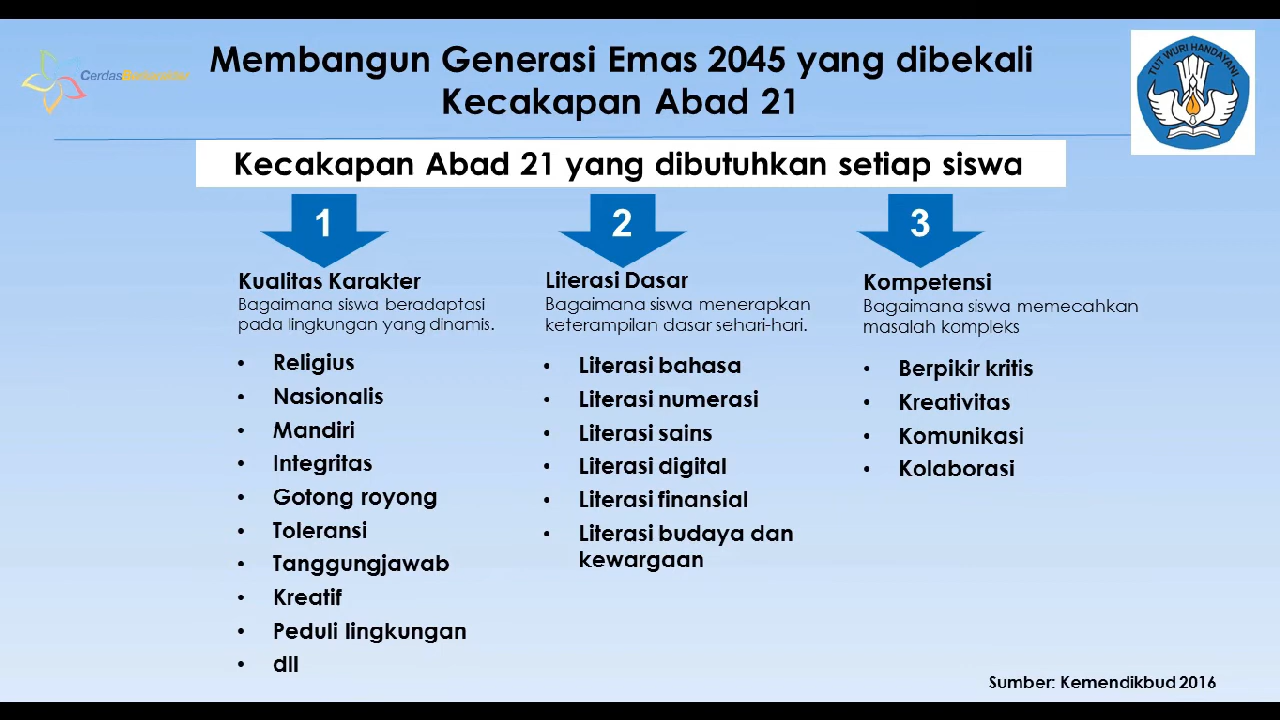 CerdasBerkarakter
Membangun Generasi Emas 2045 yang dibekali
Kecakapan Abad 21
TUT WURI HANDAYANI
Kecakapan Abad 21 yang dibutuhkan setiap siswa
1
Kualitas Karakter
Bagaimana siswa beradaptasi
pada lingkungan yang dinamis.
• Religius
• Nasionalis
• Mandiri
• Integritas
• Gotong royong
• Toleransi
• Tanggungjawab
• Kreatif
• Peduli lingkungan
• dll
2
Literasi Dasar
Bagaimana siswa menerapkan
keterampilan dasar sehari-hari.
• Literasi bahasa
• Literasi numerasi
• Literasi sains
• Literasi digital
• Literasi finansial
• Literasi budaya dan
kewargaan
3
Kompetensi
Bagaimana siswa memecahkan
masalah kompleks
• Berpikir kritis
• Kreativitas
• Komunikasi
• Kolaborasi
Sumber: Kemendikbud 2016